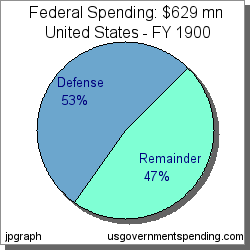 Federal Spending: $629 mn
United States - FY 1900
Defense
53%
Remainder
47%
jpgraph
usgovernmentspending.com